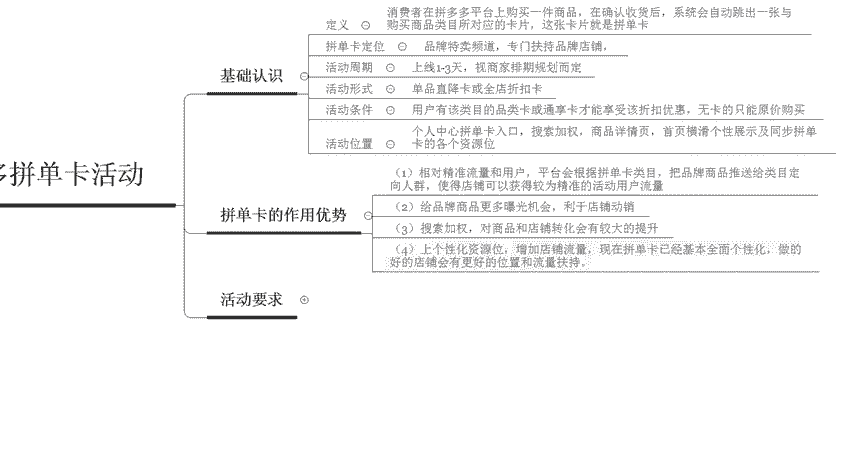 定义
消费者在拼多多平台上购买一件商品，在确认收货后，系统会自动跳出一张与
购买商品类目所对应的卡片，这张卡片就是拼单卡
拼单卡定位
品牌特卖频道，专门扶持品牌店铺，
基础认识
活动周期
上线1-3天，视商家排期规划而定
活动形式
单品直降卡或全店折扣卡
活动条件
用户有该类目的品类卡或通享卡才能享受该折扣优惠，无卡的只能原价购买
活动位置
个人中心拼单卡入口，搜索加权，商品详情页，首页横滑个性展示及同步拼单
卡的各个资源位
多拼单卡活动
（1）相对精准流量和用户，平台会根据拼单卡类目，把品牌商品推送给类目定
向人群，使得店铺可以获得较为精准的活动用户流量
拼单卡的作用优势
（2）给品牌商品更多曝光机会，利于店铺动销
（3）搜索加权，对商品和店铺转化会有较大的提升
（4）上个性化资源位，增加店铺流量，现在拼单卡已经基本全面个性化，做的
好的店铺会有更好的位置和流量扶持。
活动要求